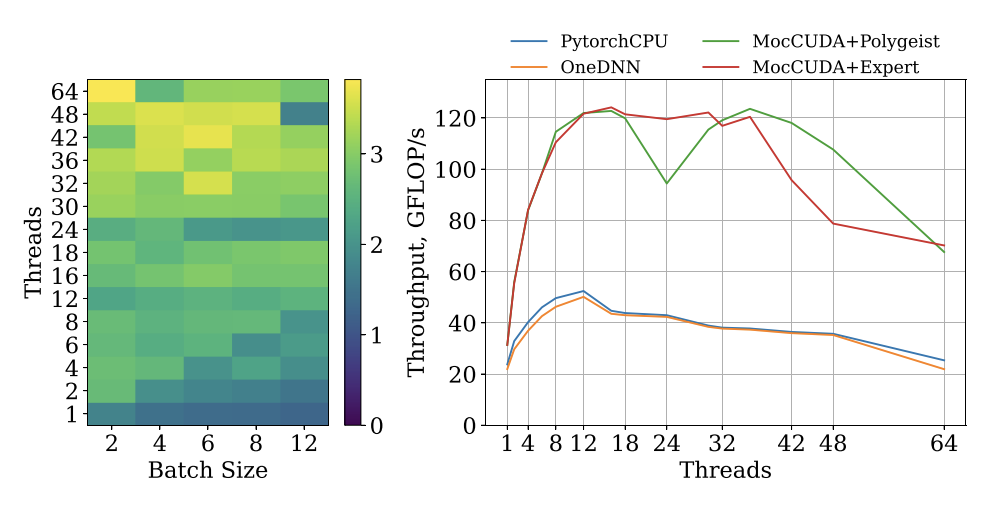 PytorchCPU
OneDNN
MocCUDA+Polygeist
MocCUDA+Expert
Threads
64
48
42
36
32
30
24
18
16
12
8
6
4
2
1
2 4 6 8 12
Batch Size
3
2
1
0
Throughput, GFLOP/s
120
100
80
60
40
20
0
1 4 8 12 18 24 32 42 48 64
Threads